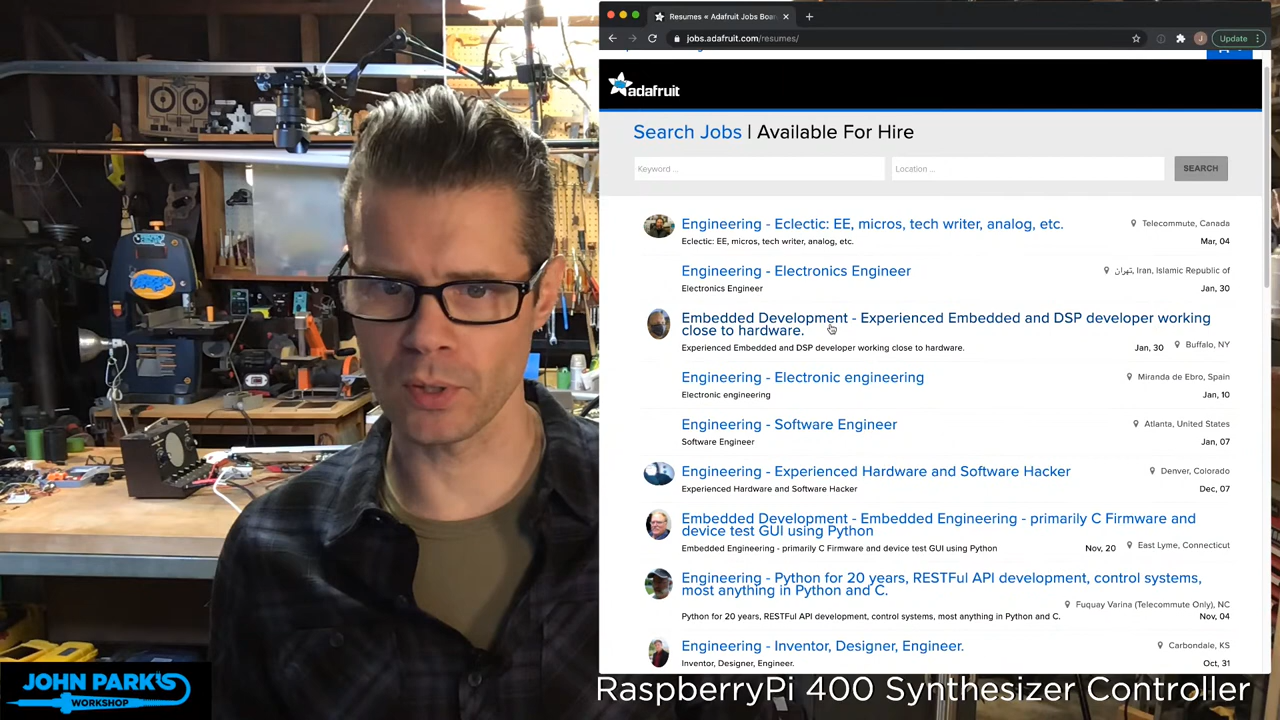 Resumes « Adafruit Jobs Boar
jobs.adafruit.com/resumes/
Update
adafruit
Search Jobs | Available For Hire
Keyword ...
Location ...
SEARCH
Engineering - Eclectic: EE, micros, tech writer, analog, etc.
Telecommute, Canada
Eclectic: EE, micros, tech writer, analog, etc.
Mar, 04
Engineering - Electronics Engineer
تهران, Iran, Islamic Republic of
Electronics Engineer
Jan, 30
Embedded Development - Experienced Embedded and DSP developer working
close to hardware.
Experienced Embedded and DSP developer working close to hardware.
Jan, 30
Buffalo, NY
Engineering - Electronic engineering
Miranda de Ebro, Spain
Electronic engineering
Jan, 10
Engineering - Software Engineer
Atlanta, United States
Software Engineer
Jan, 07
Engineering - Experienced Hardware and Software Hacker
Denver, Colorado
Experienced Hardware and Software Hacker
Dec, 07
Embedded Development - Embedded Engineering - primarily C Firmware and
device test GUI using Python
Embedded Engineering - primarily C Firmware and device test GUI using Python
Nov, 20
East Lyme, Connecticut
Engineering - Python for 20 years, RESTFul API development, control systems,
most anything in Python and C.
Fuquay Varina (Telecommute Only), NC
Python for 20 years, RESTFul API development, control systems, most anything in Python and C.
Nov, 04
Engineering - Inventor, Designer, Engineer.
Carbondale, KS
Inventor, Designer, Engineer.
Oct, 31
JOHN PARK'S
WORKSHOP
RaspberryPi 400 Synthesizer Controller